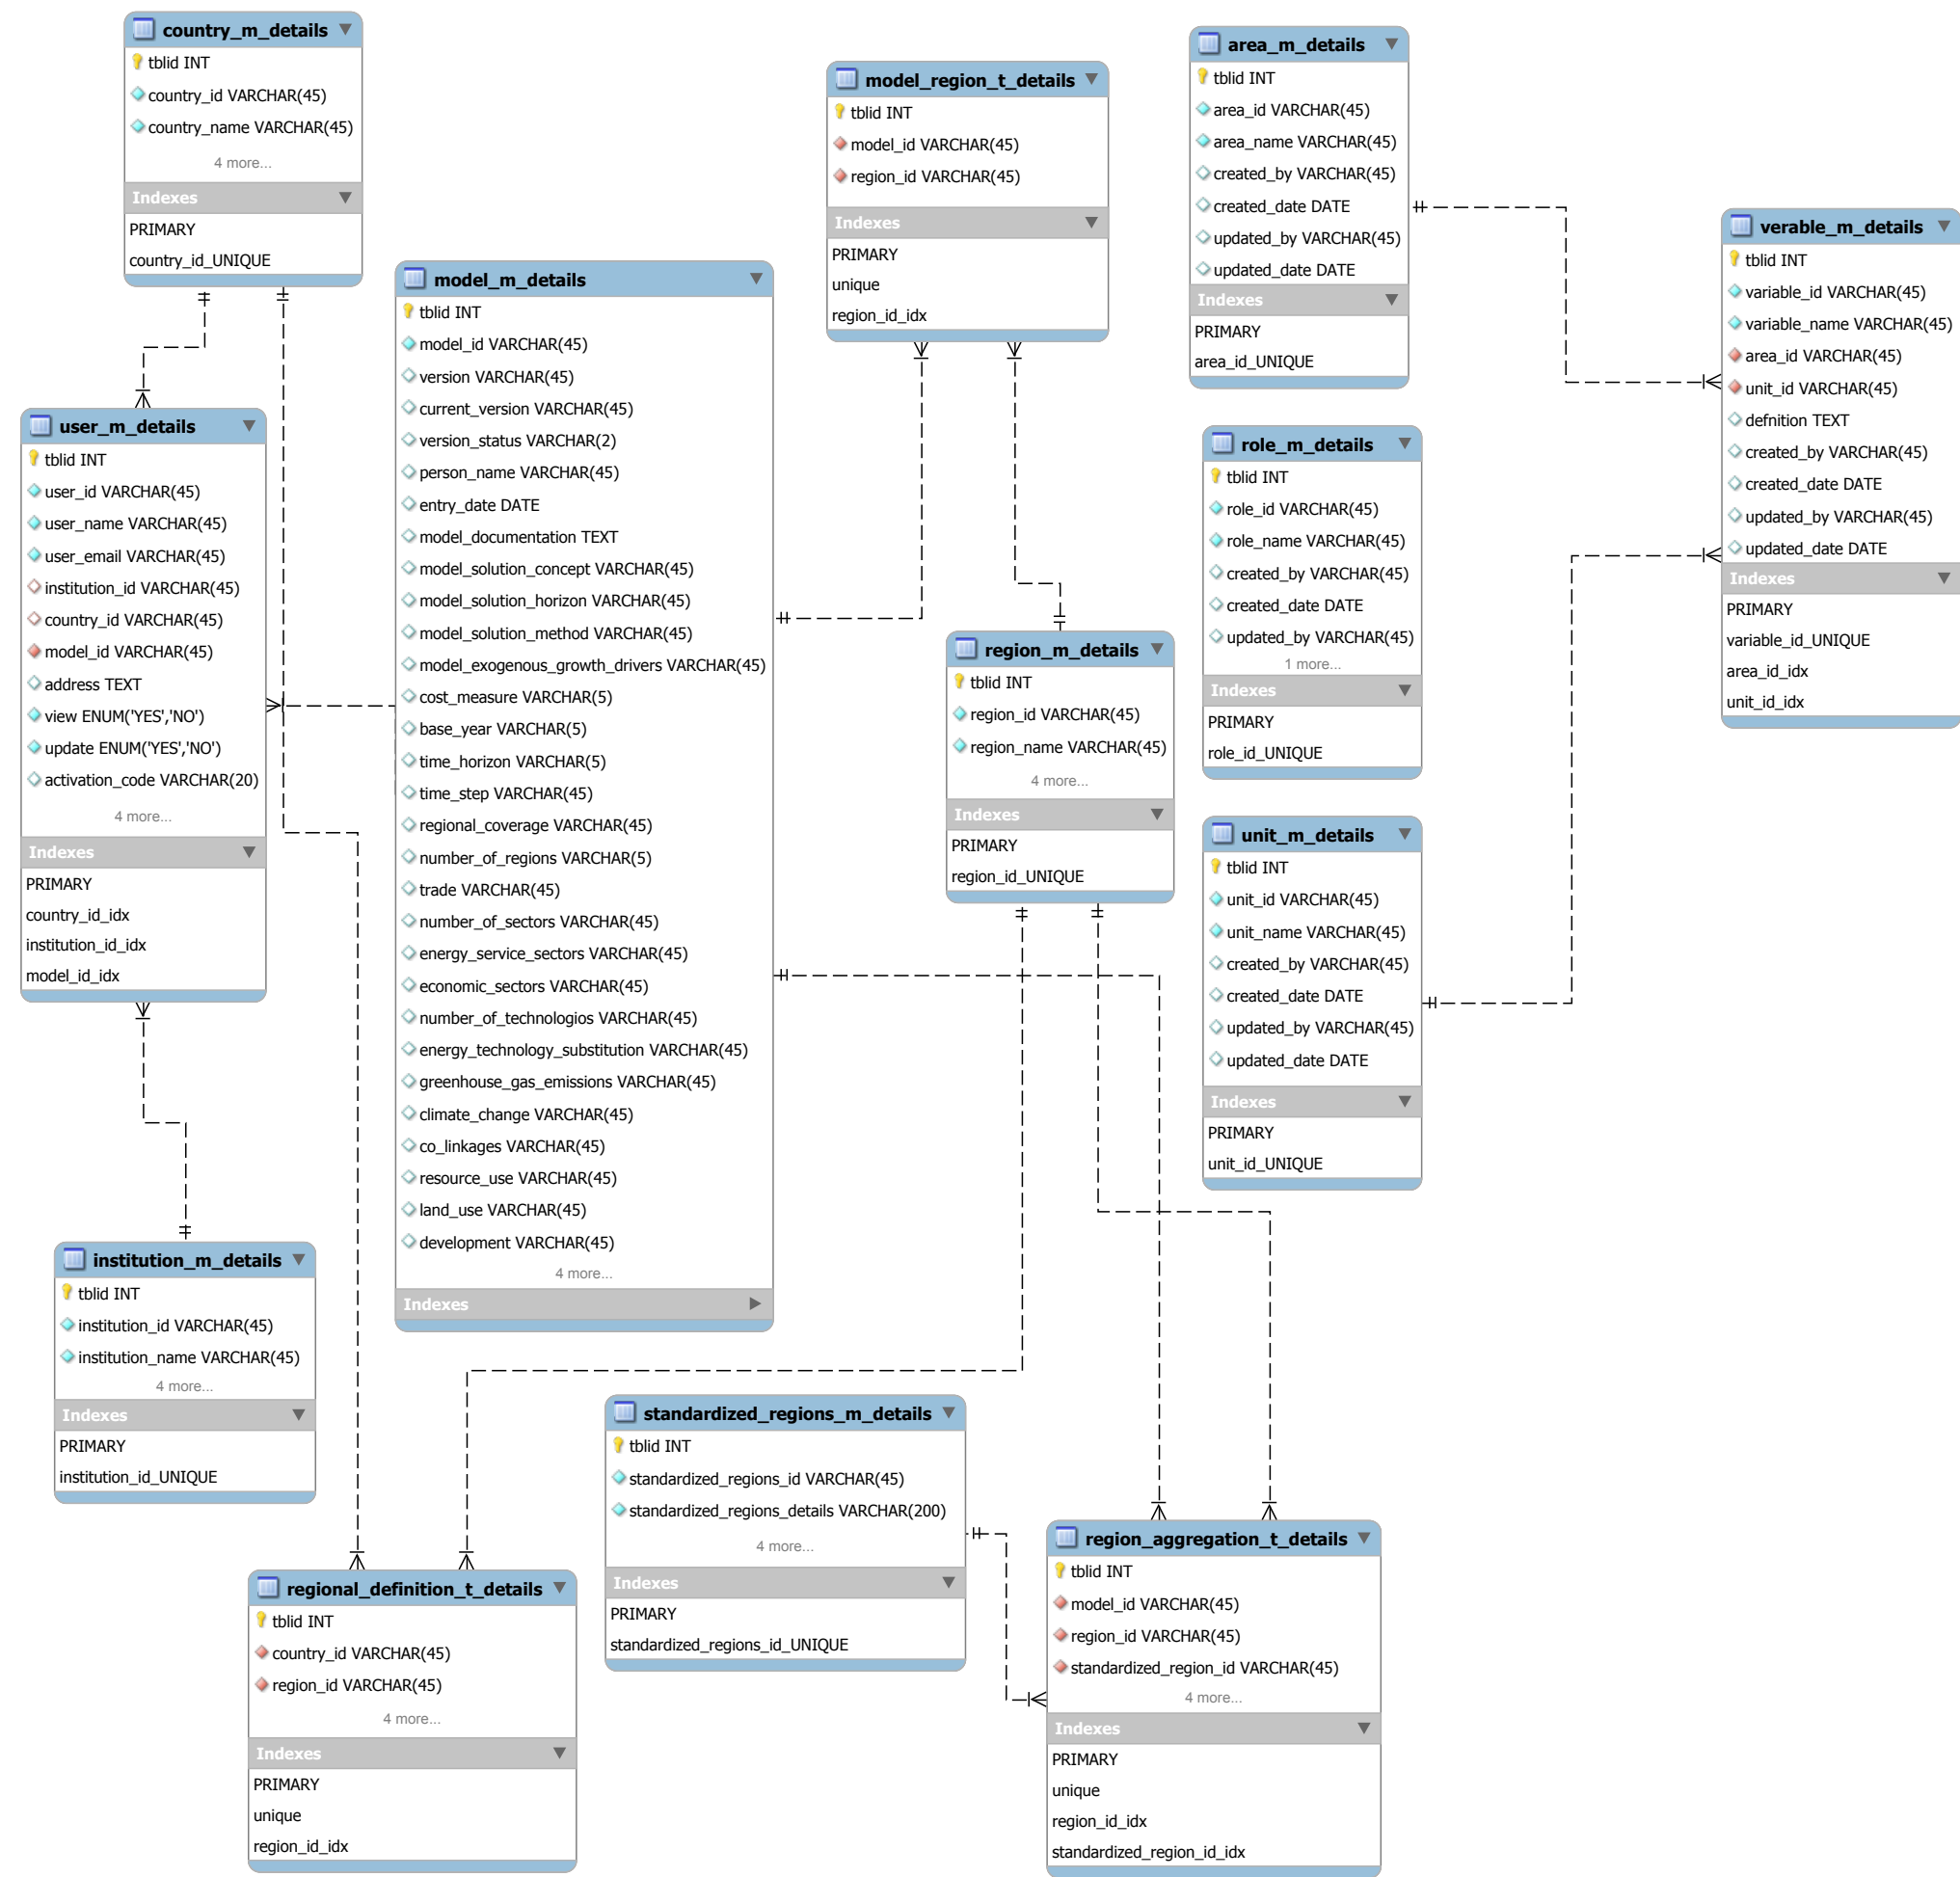 country_m_details
tblid INT
country_id VARCHAR(45)
country_name VARCHAR(45)
4 more...
Indexes
PRIMARY
country_id_UNIQUE
user_m_details
tblid INT
user_id VARCHAR(45)
user_name VARCHAR(45)
user_email VARCHAR(45)
institution_id VARCHAR(45)
country_id VARCHAR(45)
model_id VARCHAR(45)
address TEXT
view ENUM('YES','NO')
update ENUM('YES','NO')
activation_code VARCHAR(20)
4 more...
Indexes
PRIMARY
country_id_idx
institution_id_idx
model_id_idx
institution_m_details
tblid INT
institution_id VARCHAR(45)
institution_name VARCHAR(45)
4 more...
Indexes
PRIMARY
institution_id_UNIQUE
model_m_details
tblid INT
model_id VARCHAR(45)
version VARCHAR(45)
current_version VARCHAR(45)
version_status VARCHAR(2)
person_name VARCHAR(45)
entry_date DATE
model_documentation TEXT
model_solution_concept VARCHAR(45)
model_solution_horizon VARCHAR(45)
model_solution_method VARCHAR(45)
model_exogenous_growth_drivers VARCHAR(45)
cost_measure VARCHAR(5)
base_year VARCHAR(5)
time_horizon VARCHAR(5)
time_step VARCHAR(45)
regional_coverage VARCHAR(45)
number_of_regions VARCHAR(5)
trade VARCHAR(45)
number_of_sectors VARCHAR(45)
energy_service_sectors VARCHAR(45)
economic_sectors VARCHAR(45)
number_of_technologios VARCHAR(45)
energy_technology_substitution VARCHAR(45)
greenhouse_gas_emissions VARCHAR(45)
climate_change VARCHAR(45)
co_linkages VARCHAR(45)
resource_use VARCHAR(45)
land_use VARCHAR(45)
development VARCHAR(45)
4 more...
Indexes
regional_definition_t_details
tblid INT
country_id VARCHAR(45)
region_id VARCHAR(45)
4 more...
Indexes
PRIMARY
unique
region_id_idx
model_region_t_details
tblid INT
model_id VARCHAR(45)
region_id VARCHAR(45)
Indexes
PRIMARY
unique
region_id_idx
region_m_details
tblid INT
region_id VARCHAR(45)
region_name VARCHAR(45)
4 more...
Indexes
PRIMARY
region_id_UNIQUE
standardized_regions_m_details
tblid INT
standardized_regions_id VARCHAR(45)
standardized_regions_details VARCHAR(200)
4 more...
Indexes
PRIMARY
standardized_regions_id_UNIQUE
region_aggregation_t_details
tblid INT
model_id VARCHAR(45)
region_id VARCHAR(45)
standardized_region_id VARCHAR(45)
4 more...
Indexes
PRIMARY
unique
region_id_idx
standardized_region_id_idx
area_m_details
tblid INT
area_id VARCHAR(45)
area_name VARCHAR(45)
created_by VARCHAR(45)
created_date DATE
updated_by VARCHAR(45)
updated_date DATE
Indexes
PRIMARY
area_id_UNIQUE
role_m_details
tblid INT
role_id VARCHAR(45)
role_name VARCHAR(45)
created_by VARCHAR(45)
created_date DATE
updated_by VARCHAR(45)
1 more...
Indexes
PRIMARY
role_id_UNIQUE
unit_m_details
tblid INT
unit_id VARCHAR(45)
unit_name VARCHAR(45)
created_by VARCHAR(45)
created_date DATE
updated_by VARCHAR(45)
updated_date DATE
Indexes
PRIMARY
unit_id_UNIQUE
verable_m_details
tblid INT
variable_id VARCHAR(45)
variable_name VARCHAR(45)
area_id VARCHAR(45)
unit_id VARCHAR(45)
defnition TEXT
created_by VARCHAR(45)
created_date DATE
updated_by VARCHAR(45)
updated_date DATE
Indexes
PRIMARY
variable_id_UNIQUE
area_id_idx
unit_id_idx